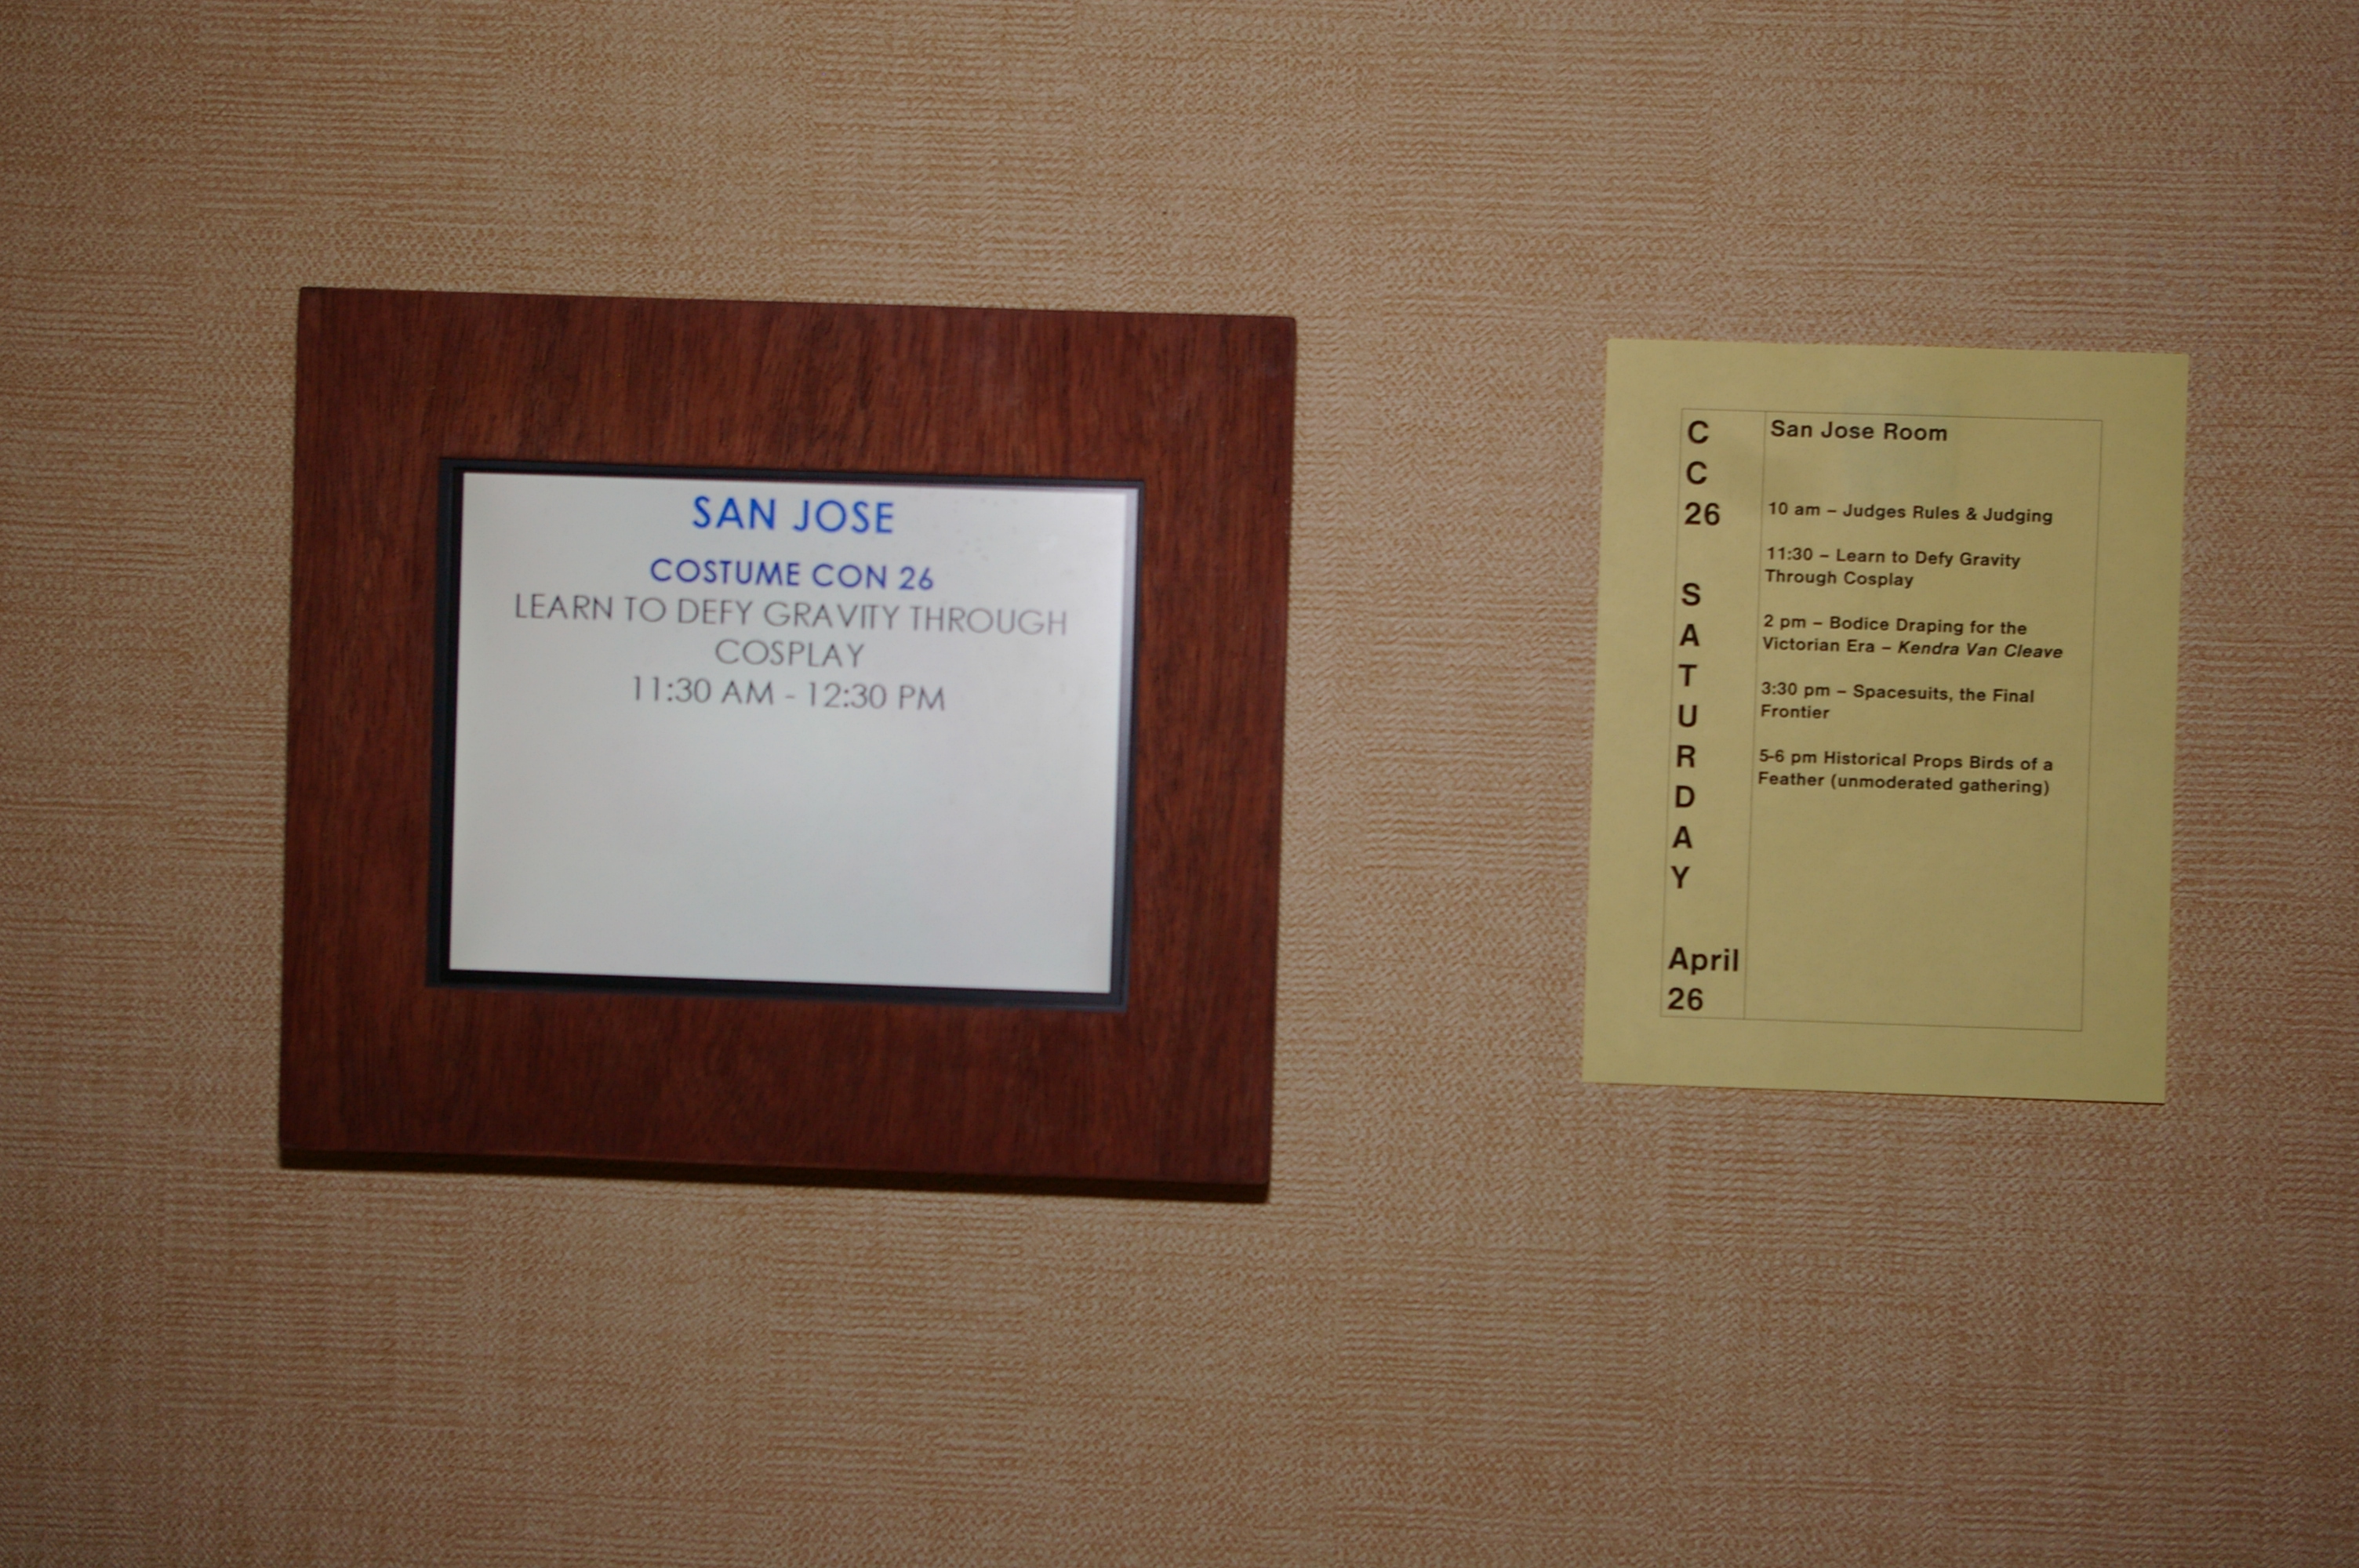 SAN JOSE
COSTUME CON 26
LEARN TO DEFY GRAVITY THROUGH
COSPLAY
11:30 AM - 12:30 PM
C
C
26
S
A
T
U
R
D
A
Y
April
26
San Jose Room
10 am – Judges Rules & Judging
11:30 – Learn to Defy Gravity
Through Cosplay
2 pm – Bodice Draping for the
Victorian Era – Kendra Van Cleave
3:30 pm – Spacesuits, the Final
Frontier
5-6 pm Historical Props Birds of a
Feather (unmoderated gathering)